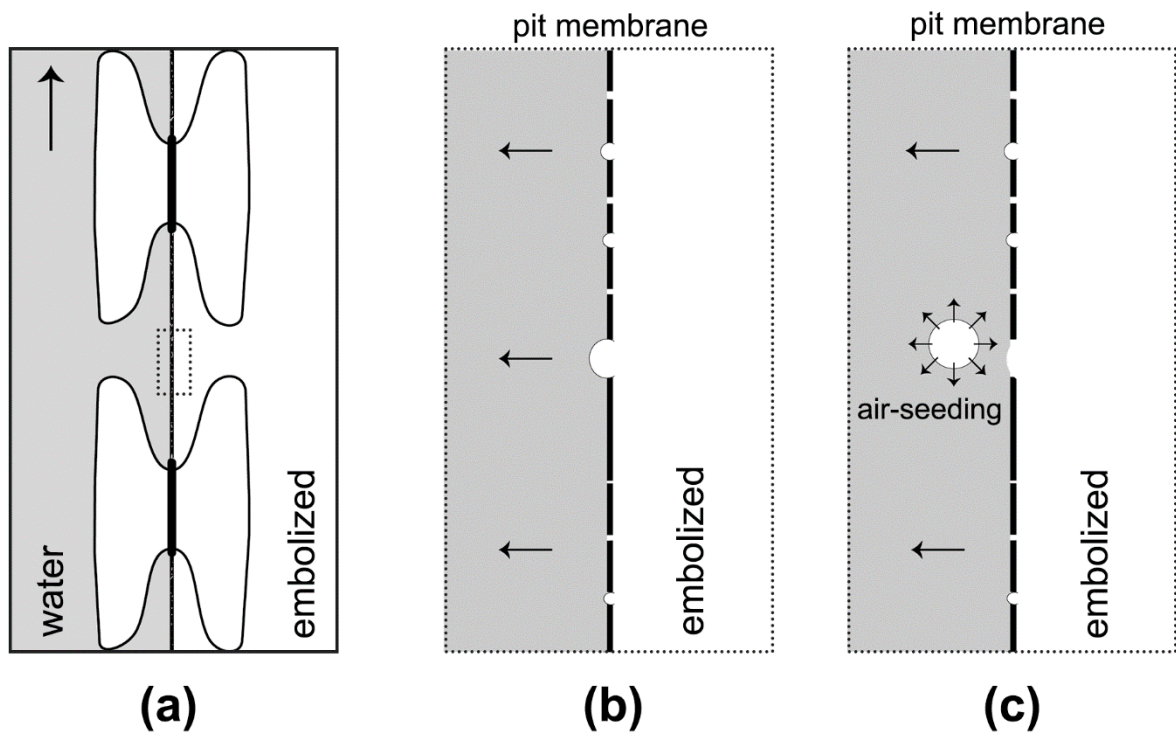 pit membrane
pit membrane
water
embolized
embolized
air-seeding
embolized
(a)
(b)
(c)